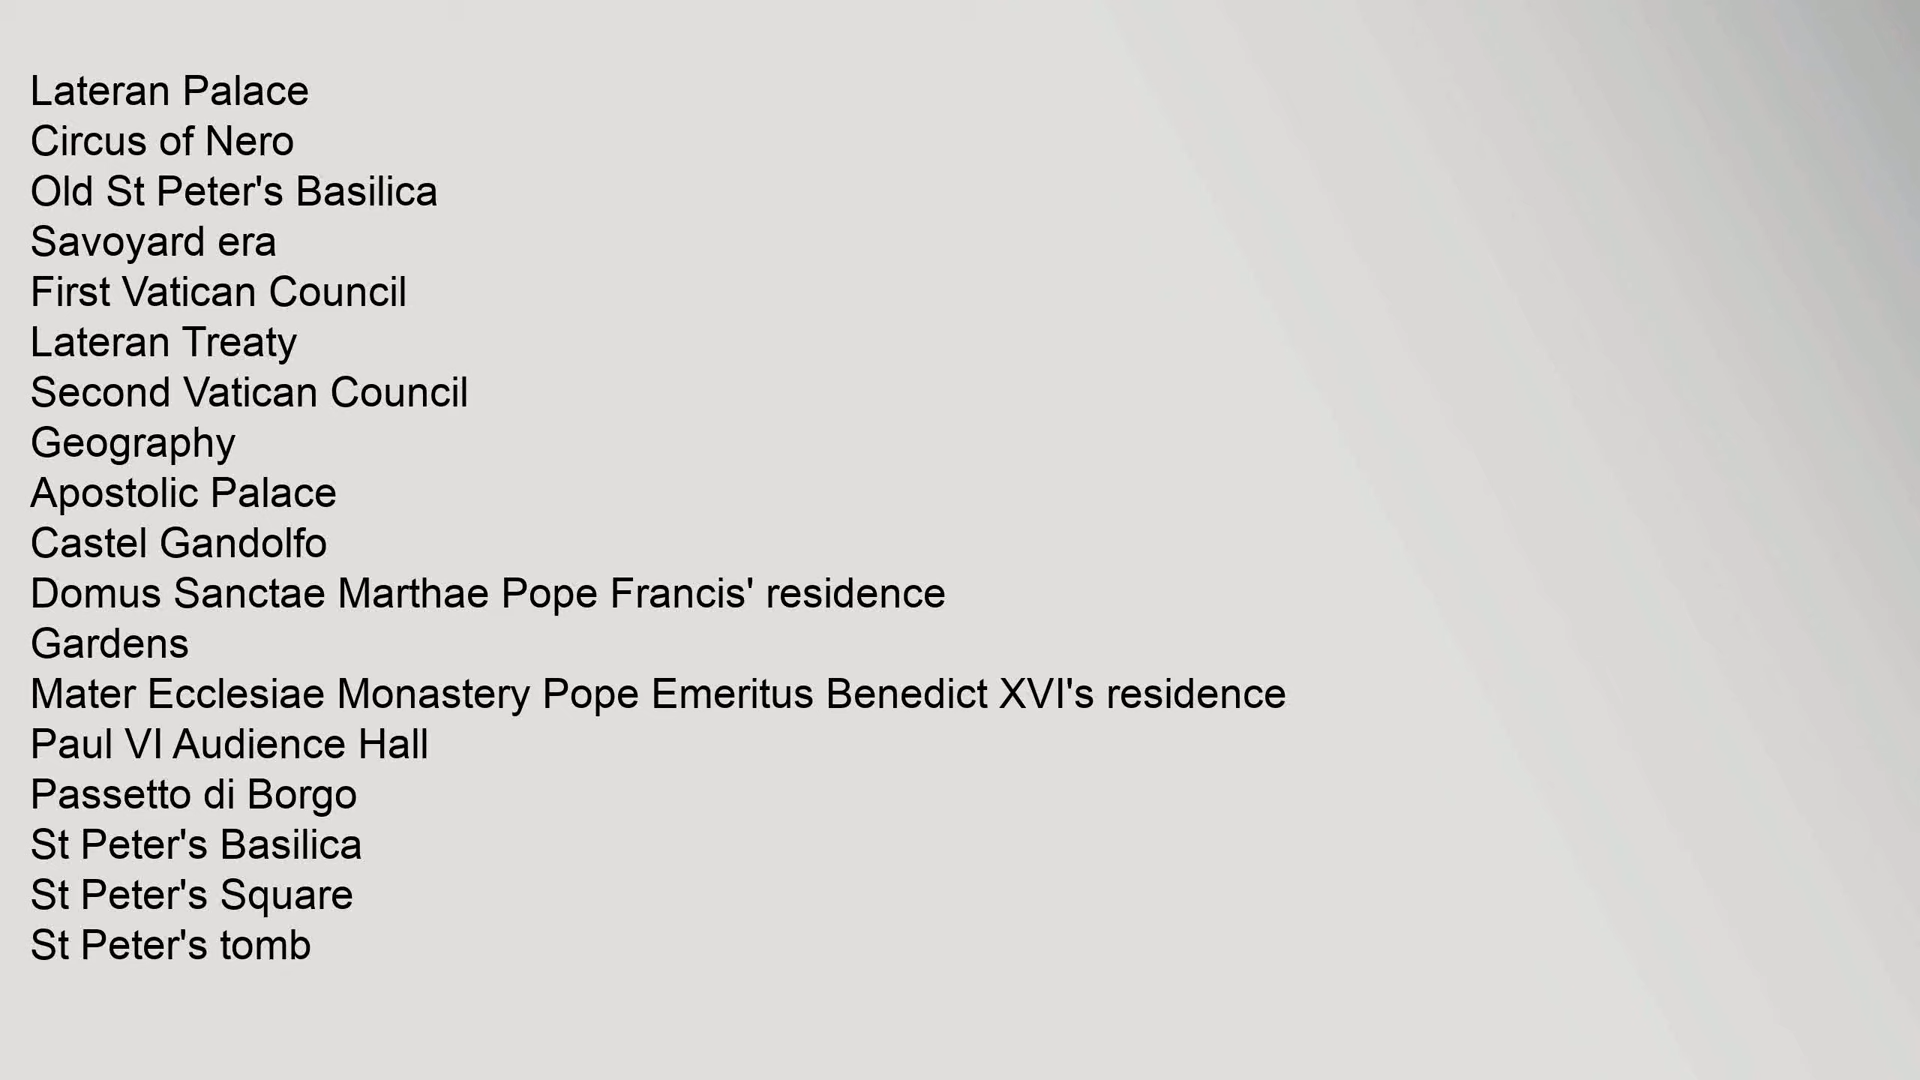 Lateran Palace
Circus of Nero
Old St Peter's Basilica
Savoyard era
First Vatican Council
Lateran Treaty
Second Vatican Council
Geography
Apostolic Palace
Castel Gandolfo
Domus Sanctae Marthae Pope Francis' residence
Gardens
Mater Ecclesiae Monastery Pope Emeritus Benedict XVI's residence
Paul VI Audience Hall
Passetto di Borgo
St Peter's Basilica
St Peter's Square
St Peter's tomb